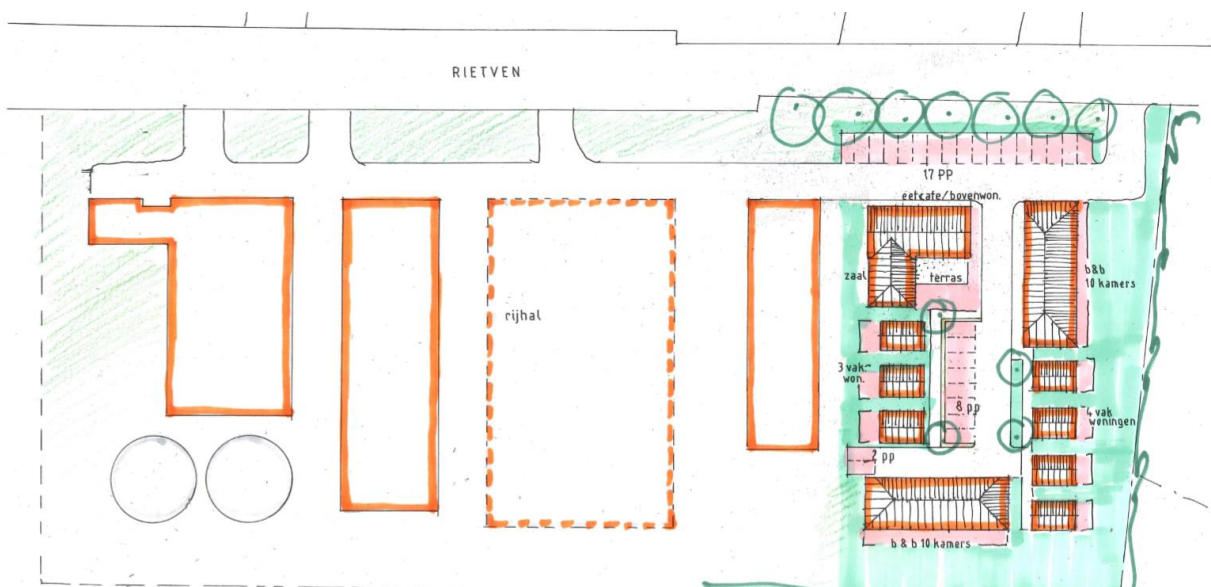 RIETVEN
17 PP
eetcafe/bovenwon.
zaal
terras
b&b
10 kamers
rijhal
3 vak.
won.
8 pp
4 vak
woningen
2 pp
b & b 10 kamers